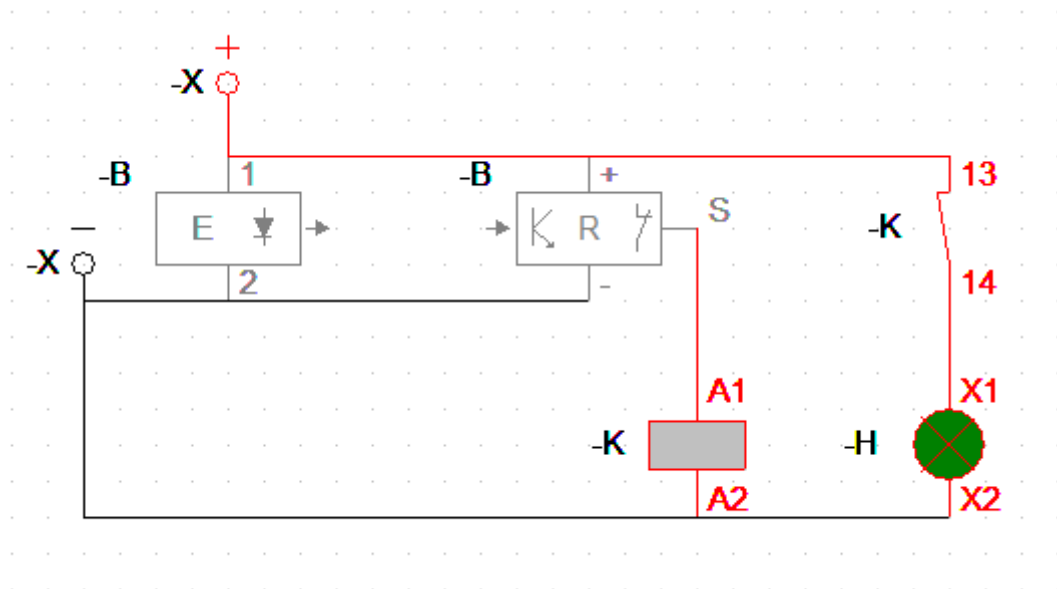 +
-X
-B
1
-B
+
13
E
R
S
-K
−
-X
2
-
14
A1
X1
-K
-H
A2
X2